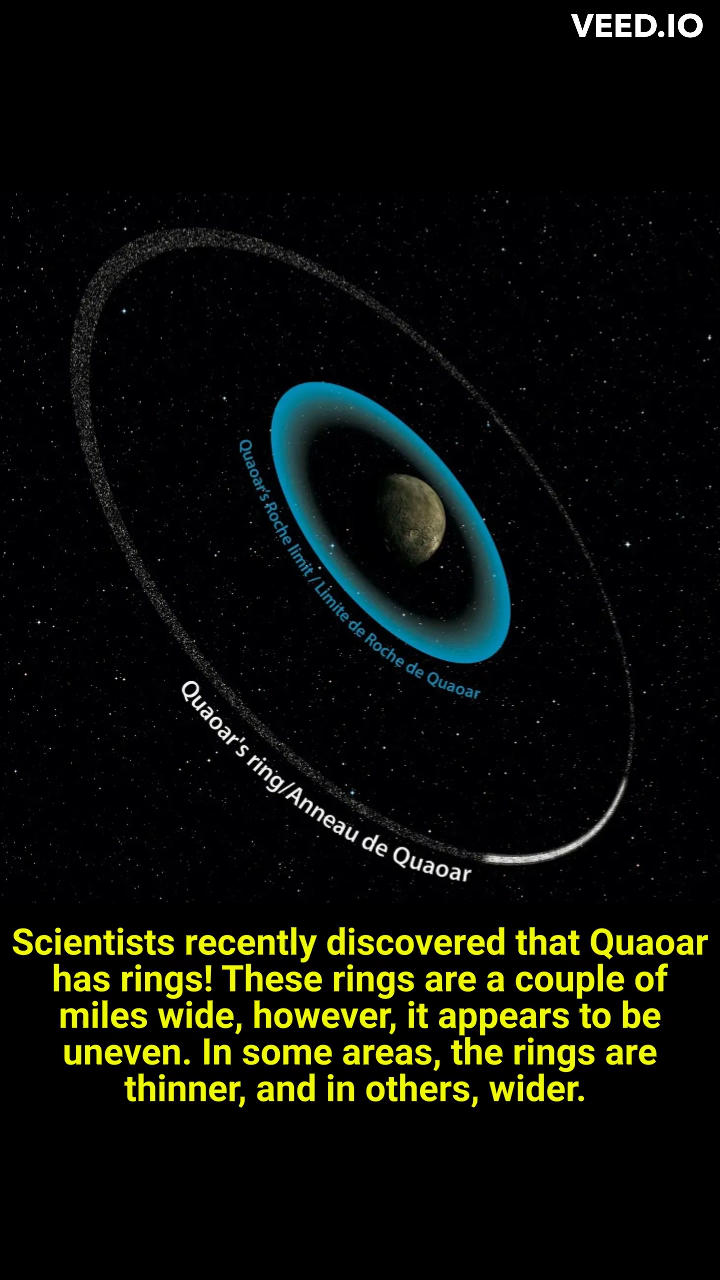 VEED.IO
Quaoar's Roche limit / Limite de Roche de Quaoar
Quaoar's ring/Anneau de Quaoar
Scientists recently discovered that Quaoar
has rings! These rings are a couple of
miles wide, however, it appears to be
uneven. In some areas, the rings are
thinner, and in others, wider.